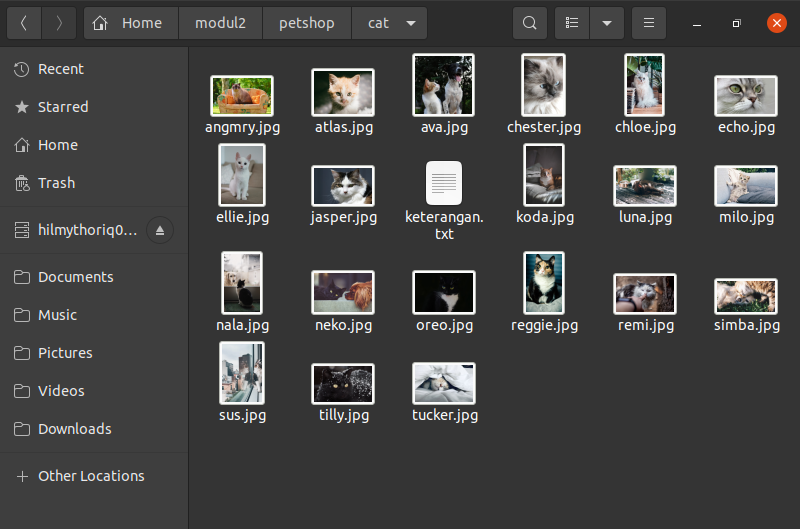 Home modul2 petshop cat
Recent
Starred
Home
Trash
hilmythoriq0...
Documents
Music
Pictures
Videos
Downloads
Other Locations
angmry.jpg atlas.jpg ava.jpg chester.jpg chloe.jpg echo.jpg
ellie.jpg jasper.jpg keterangan.txt koda.jpg luna.jpg milo.jpg
nala.jpg neko.jpg oreo.jpg reggie.jpg remi.jpg simba.jpg
sus.jpg tilly.jpg tucker.jpg